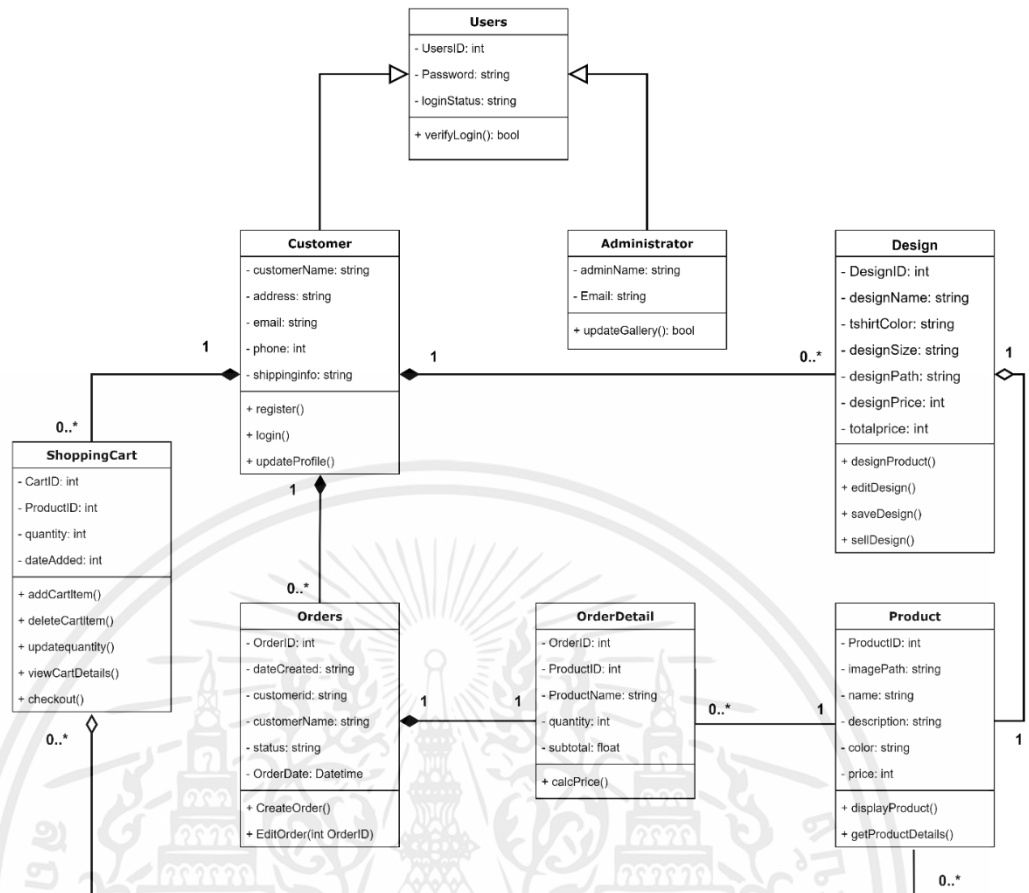 Users
- UsersID: int
- Password: string
- loginStatus: string
+ verifyLogin(): bool
Customer
- customerName: string
- address: string
- email: string
- phone: int
- shippinginfo: string
+ register()
+ login()
+ updateProfile()
Administrator
- adminName: string
- Email: string
+ updateGallery(): bool
Design
- DesignID: int
- designName: string
- tshirtColor: string
- designSize: string
- designPath: string
- designPrice: int
- totalprice: int
+ designProduct()
+ editDesign()
+ saveDesign()
+ sellDesign()
1
1
0..*
1
0..*
ShoppingCart
- CartID: int
- ProductID: int
- quantity: int
- dateAdded: int
+ addCartItem()
+ deleteCartItem()
+ updatequantity()
+ viewCartDetails()
+ checkout()
0..*
1
0..*
Orders
- OrderID: int
- dateCreated: string
- customerid: string
- customerName: string
- status: string
- OrderDate: Datetime
+ CreateOrder()
+ EditOrder(int OrderID)
1
1
OrderDetail
- OrderID: int
- ProductID: int
- ProductName: string
- quantity: int
- subtotal: float
+ calcPrice()
0..*
1
Product
- ProductID: int
- imagePath: string
- name: string
- description: string
- color: string
- price: int
+ displayProduct()
+ getProductDetails()
1
0..*